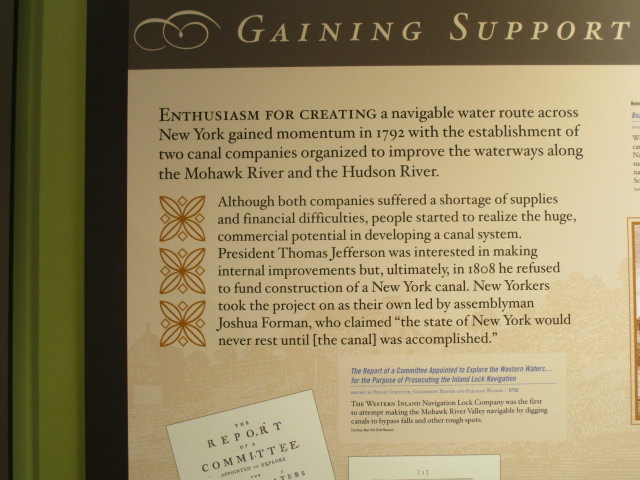 GAINING SUPPORT
ENTHUSIASM FOR CREATING a navigable water route across
New York gained momentum in 1792 with the establishment of
two canal companies organized to improve the waterways along
the Mohawk River and the Hudson River.
Although both companies suffered a shortage of supplies
and financial difficulties, people started to realize the huge,
commercial potential in developing a canal system.
President Thomas Jefferson was interested in making
internal improvements but, ultimately, in 1808 he refused
to fund construction of a New York canal. New Yorkers
took the project on as their own led by assemblyman
Joshua Forman, who claimed “the state of New York would
never rest until [the canal] was accomplished.”
The Report of a Committee Appointed to Explore the Western Waters...
for the Purpose of Prosecuting the Inland Lock Navigation
1792
THE WESTERN INLAND Navigation Lock Company was the first
to attempt making the Mohawk River Valley navigable by digging
canals to bypass falls and other rough spots.
THE
REPORT
OF A
COMMITTEE
APPOINTED TO EXPLORE